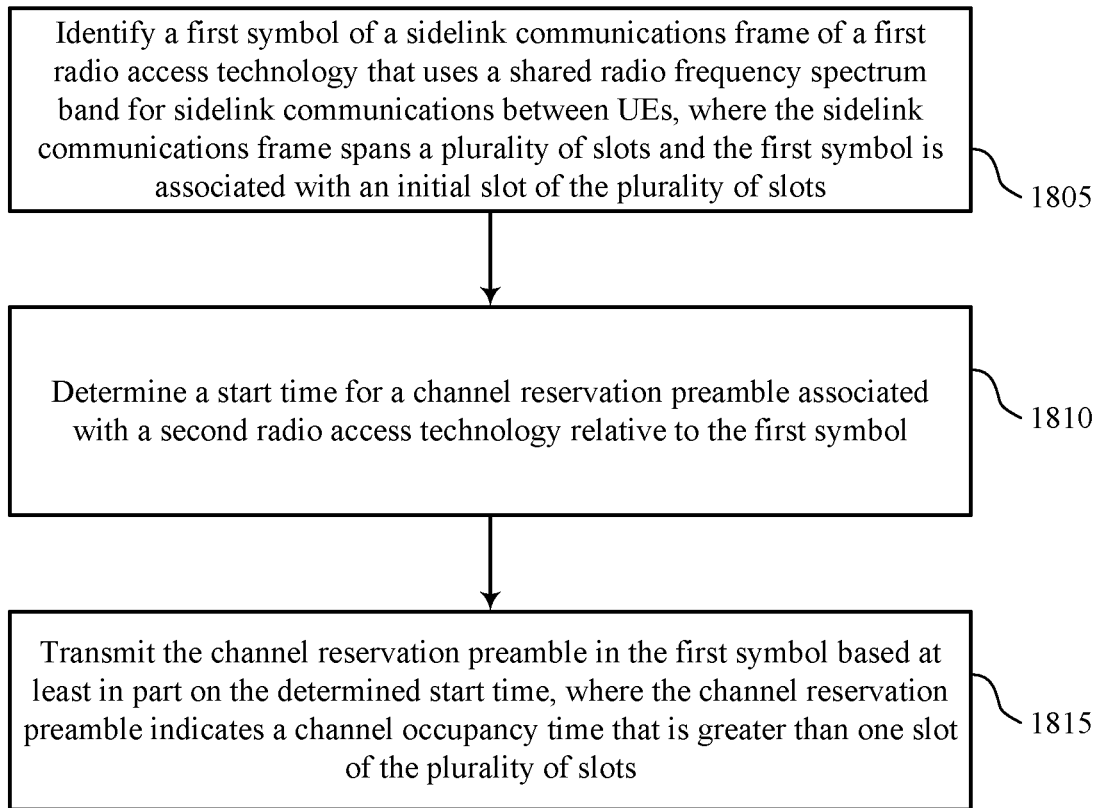 Identify a first symbol of a sidelink communications frame of a first
radio access technology that uses a shared radio frequency spectrum
band for sidelink communications between UEs, where the sidelink
communications frame spans a plurality of slots and the first symbol is
associated with an initial slot of the plurality of slots
1805
Determine a start time for a channel reservation preamble associated
with a second radio access technology relative to the first symbol
1810
Transmit the channel reservation preamble in the first symbol based at
least in part on the determined start time, where the channel reservation
preamble indicates a channel occupancy time that is greater than one slot
of the plurality of slots
1815